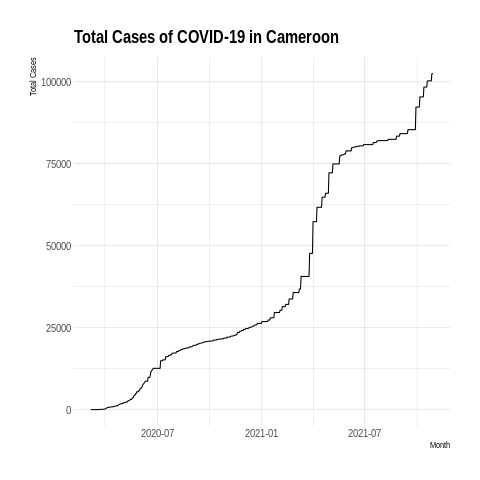 Total Cases of COVID-19 in Cameroon
Total Cases
100000
75000
50000
25000
0
2020-07 2021-01 2021-07
Month